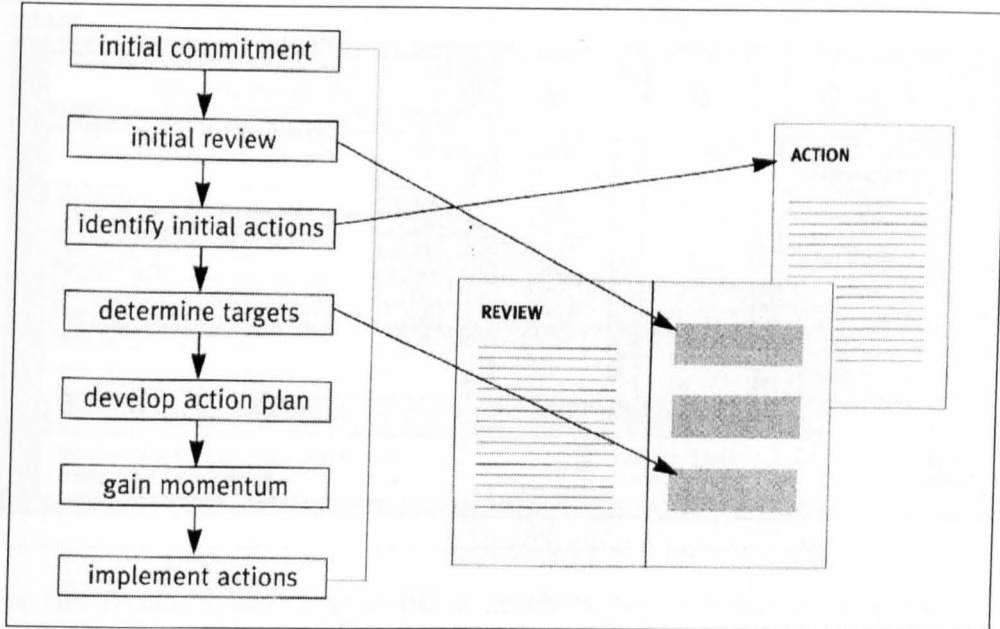 initial commitment
initial review
identify initial actions
determine targets
develop action plan
gain momentum
implement actions
ACTION
REVIEW